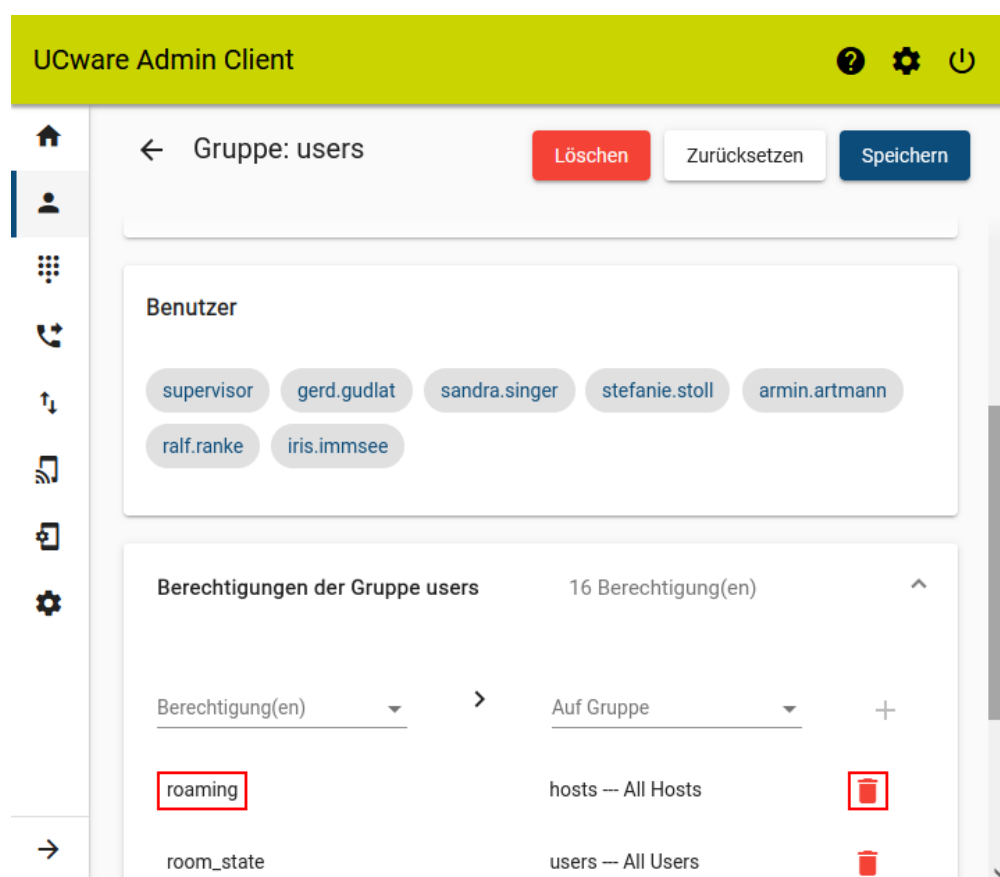 UCware Admin Client
Gruppe: users
Löschen
Zurücksetzen
Speichern
Benutzer
supervisor gerd.gudlat sandra.singer stefanie.stoll armin.artmann
ralf.ranke iris.immsee
Berechtigungen der Gruppe users 16 Berechtigung(en)
Berechtigung(en) Auf Gruppe
roaming hosts --- All Hosts
room_state users --- All Users